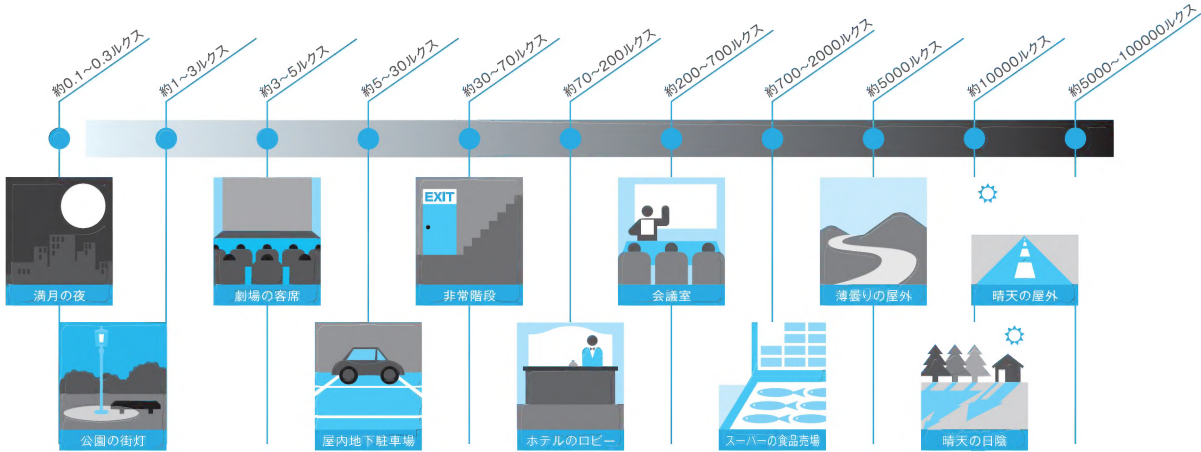 約0.1~0.3ルクス
約1~3ルクス
約3~5ルクス
約5~30ルクス
約30~70ルクス
約70~200ルクス
約200~700ルクス
約700~2000ルクス
約5000ルクス
約10000ルクス
約5000~100000ルクス
EXIT
満月の夜
劇場の客席
非常階段
会議室
薄曇りの屋外
晴天の屋外
公園の街灯
屋内地下駐車場
ホテルのロビー
スーパーの食品売場
晴天の日陰